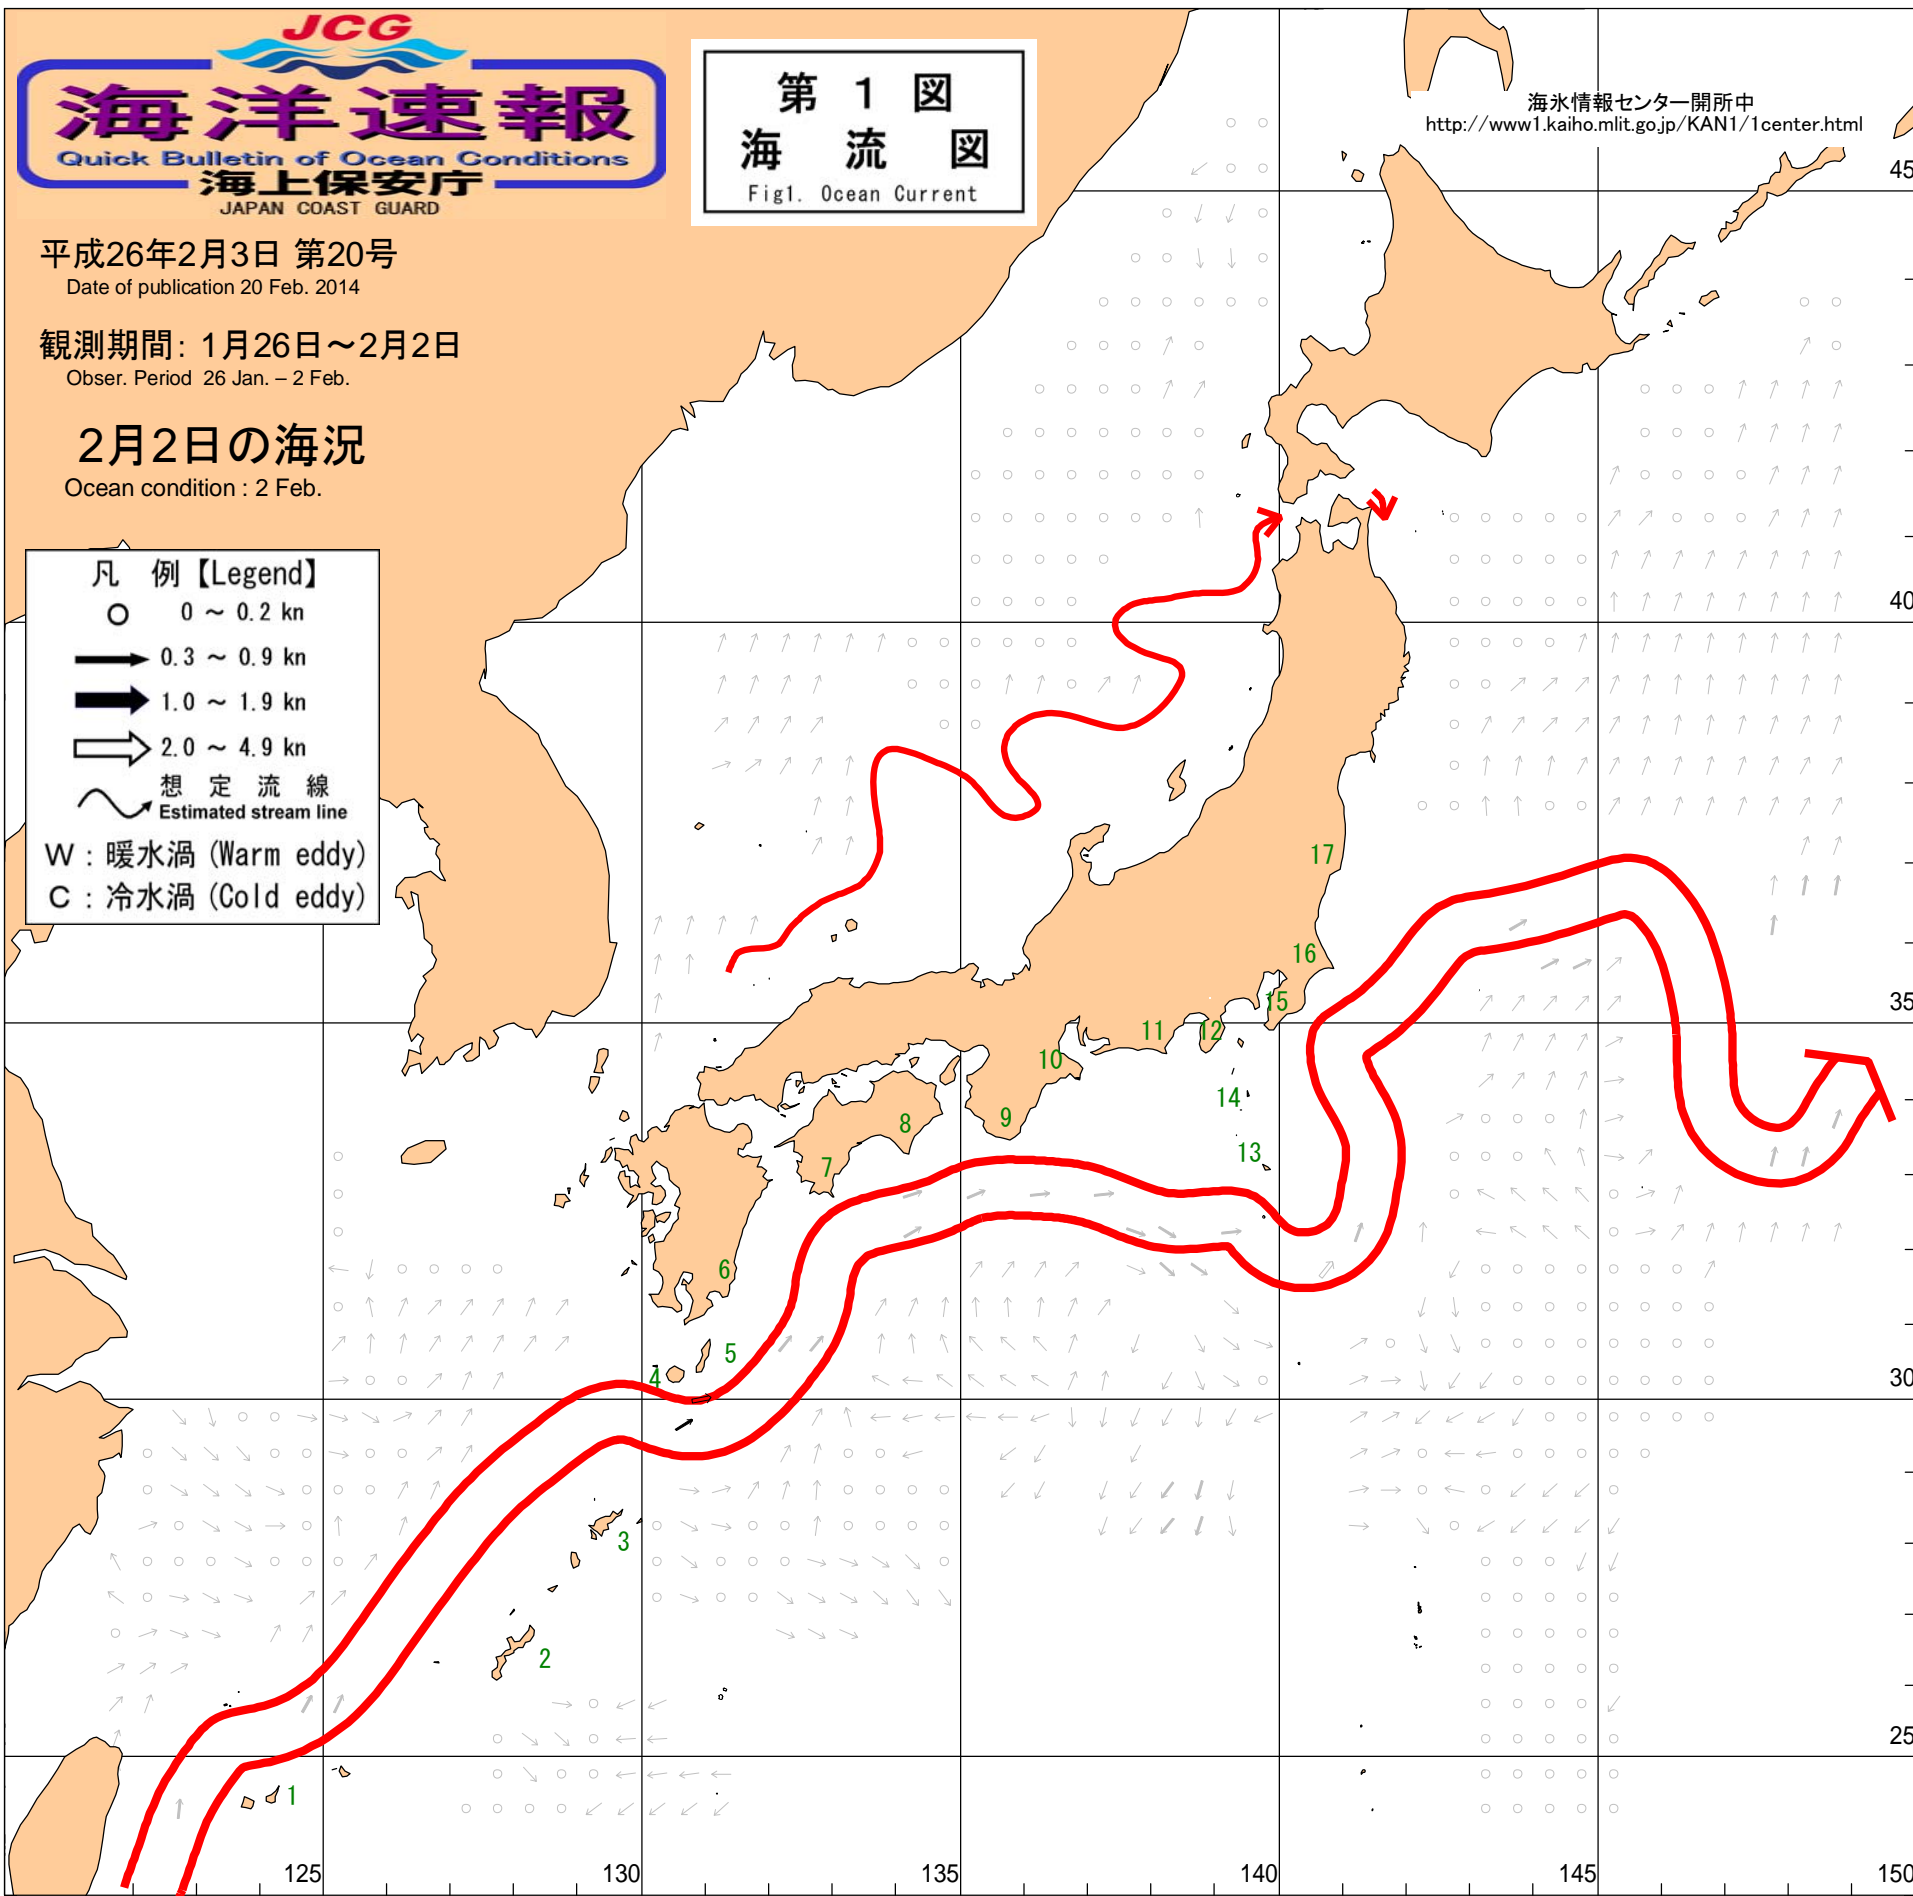 JCG
海洋速報
Quick Bulletin of Ocean Conditions
海上保安庁
JAPAN COAST GUARD
第 1 図
海 流 図
Fig1. Ocean Current
海氷情報センター開所中
http://www1.kaiho.mlit.go.jp/KAN1/1center.html
平成26年2月3日 第20号
Date of publication 20 Feb. 2014
観測期間: 1月26日～2月2日
Obser. Period 26 Jan. – 2 Feb.
2月2日の海況
Ocean condition : 2 Feb.
凡 例【Legend】
0 ～ 0.2 kn
0.3 ～ 0.9 kn
1.0 ～ 1.9 kn
2.0 ～ 4.9 kn
想 定 流 線
Estimated stream line
W : 暖水渦 (Warm eddy)
C : 冷水渦 (Cold eddy)
45
40
35
30
25
17
16
15
11
12
10
14
9
8
13
7
6
5
4
3
2
1
125
130
135
140
145
150